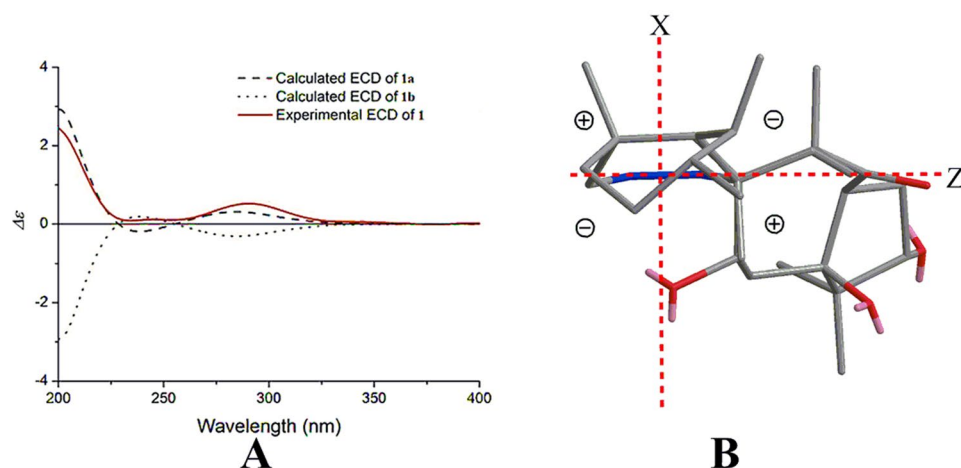 4
2
0
-2
-4
Δε
Calculated ECD of 1a
Calculated ECD of 1b
Experimental ECD of 1
200 250 300 350 400
Wavelength (nm)
A
X
+ −
Z
− +
B